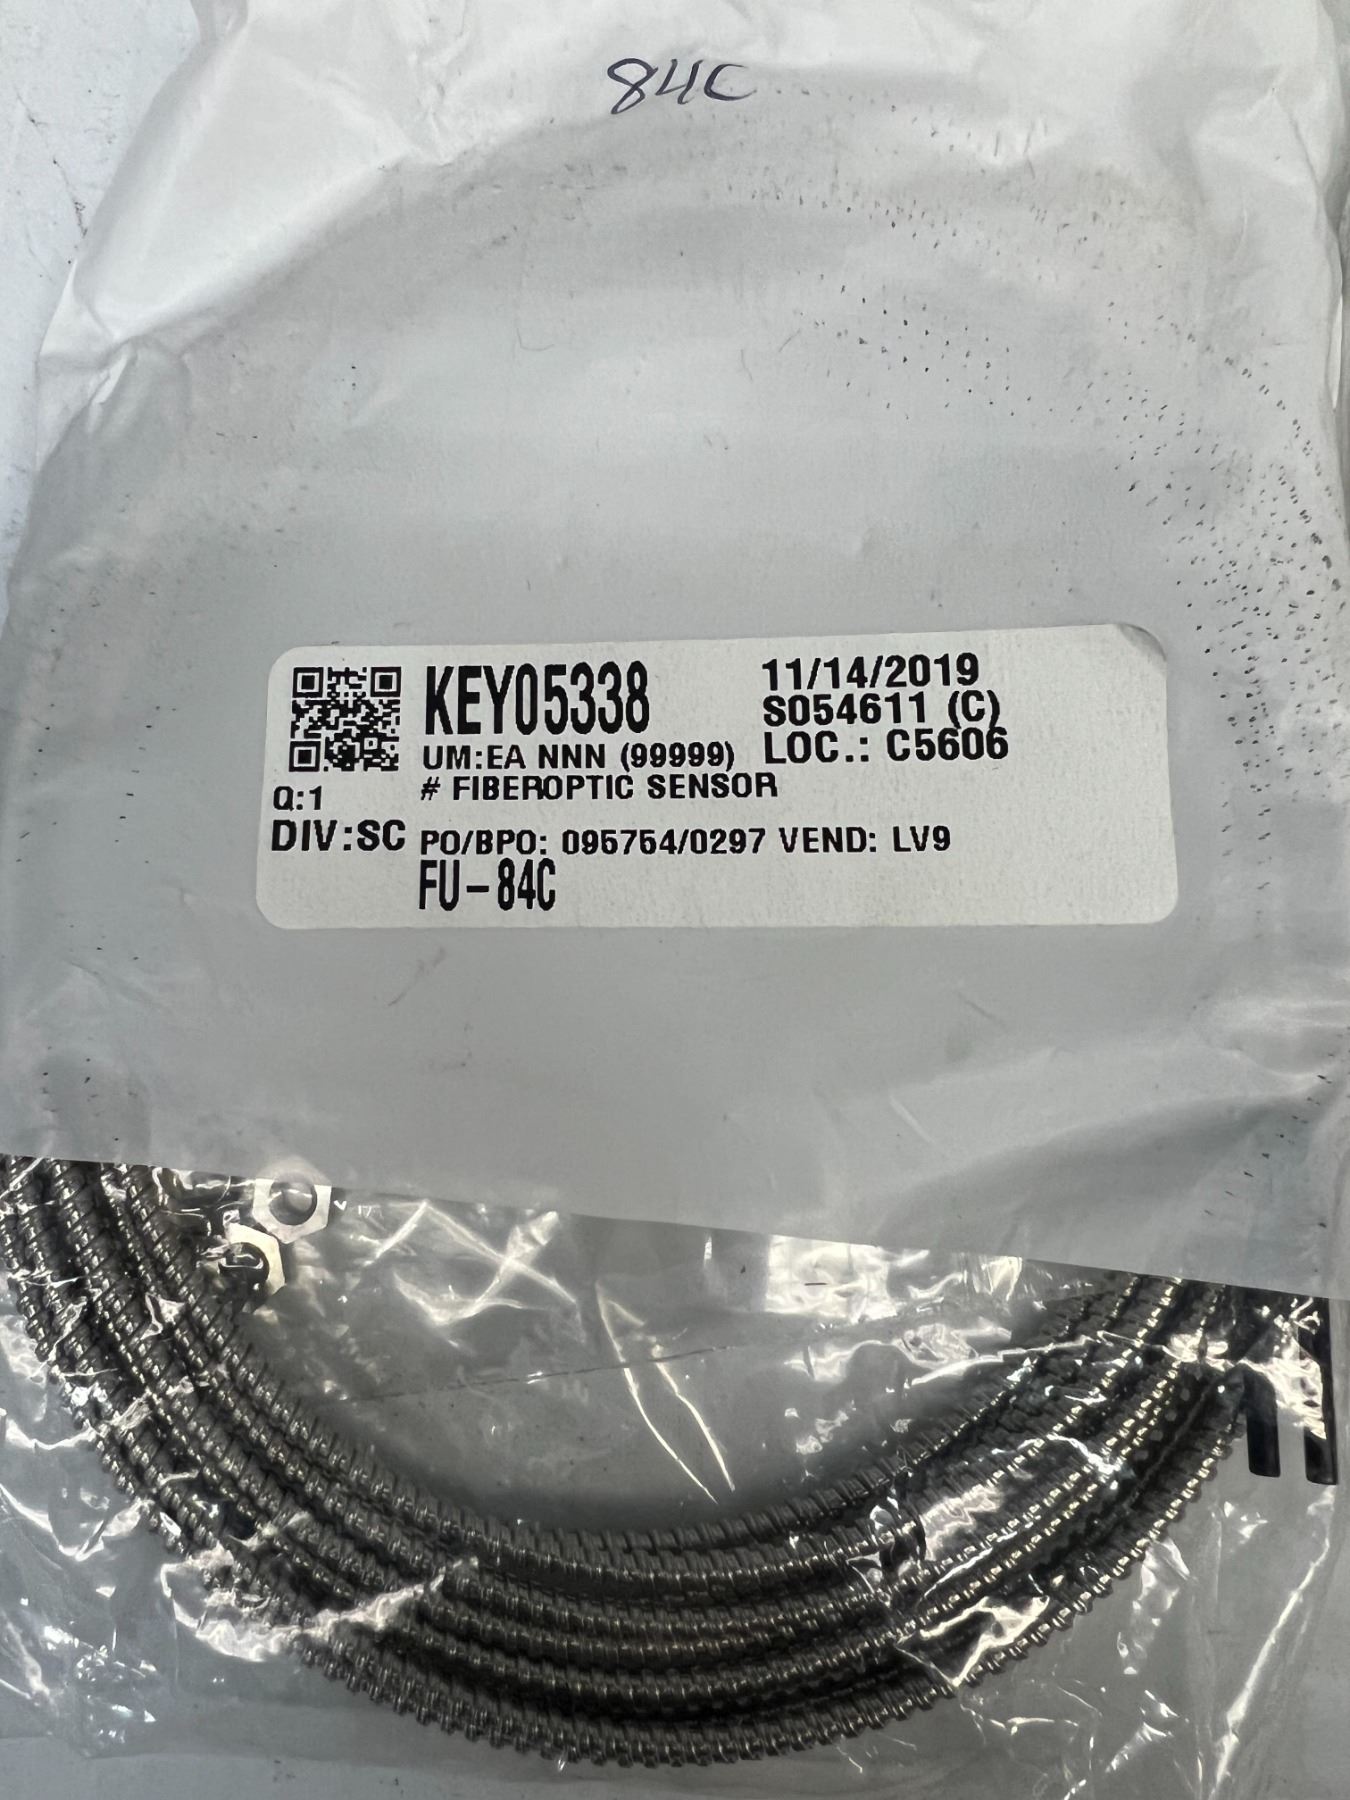 84C
KEY05338
11/14/2019
S054611 (C)
UM:EA NNN (99999)
LOC.: C5606
# FIBEROPTIC SENSOR
Q:1
DIV:SC
PO/BPO: 095754/0297 VEND: LV9
FU-84C